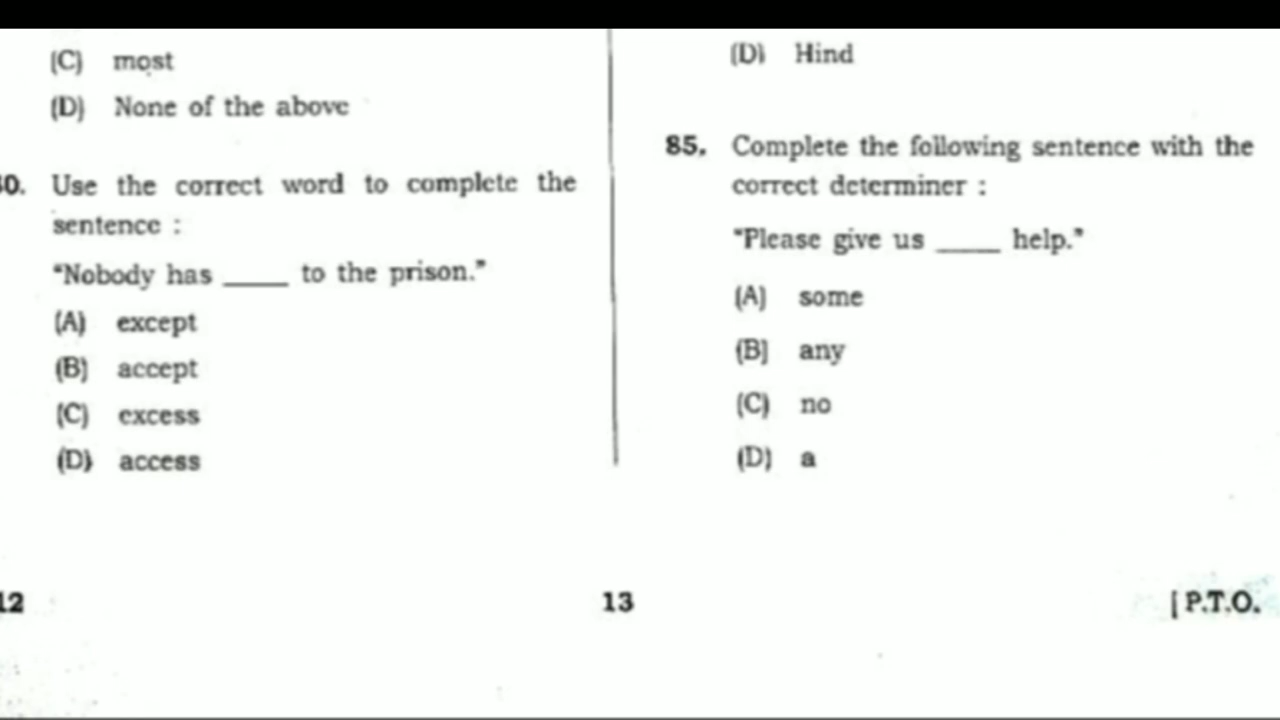 (C) most
(D) None of the above
0. Use the correct word to complete the
sentence :
"Nobody has ____ to the prison."
(A) except
(B) accept
(C) excess
(D) access
12
(D) Hind
85. Complete the following sentence with the
correct determiner :
"Please give us ____ help."
(A) some
(B) any
(C) no
(D) a
13
[ P.T.O.